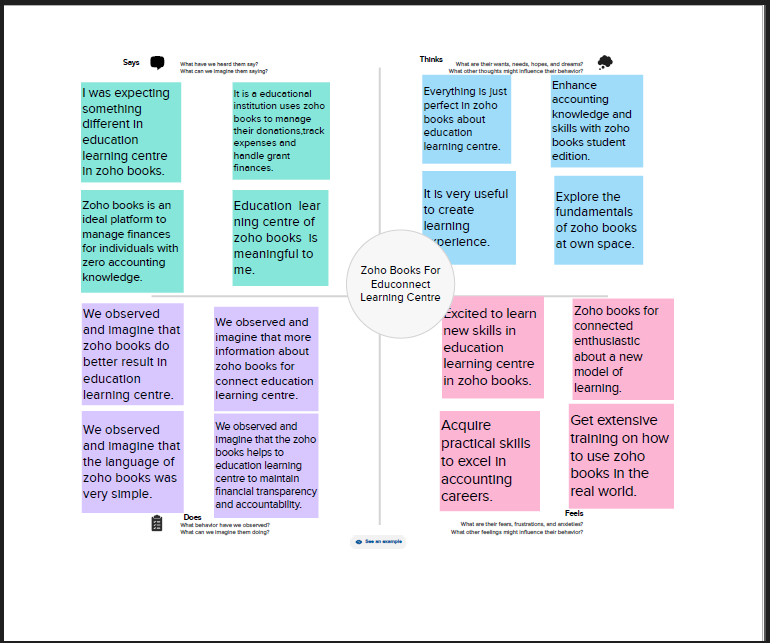 Says
What have we heard them say?
What can we imagine them saying?
I was expecting
something
different in
education
learning centre
in zoho books.
It is a educational
institution uses zoho
books to manage
their donations,track
expenses and
handle grant
finances.
Zoho books is an
ideal platform to
manage finances
for individuals with
zero accounting
knowledge.
Education lear
ning centre of
zoho books is
meaningful to
me.
Thinks
What are their wants, needs, hopes, and dreams?
What other thoughts might influence their behavior?
Everything is just
perfect in zoho
books about
education
learning centre.
Enhance
accounting
knowledge and
skills with zoho
books student
edition.
It is very useful
to create
learning
experience.
Explore the
fundamentals
of zoho books
at own space.
Zoho Books For
Educonnect
Learning Centre
We observed
and imagine that
zoho books do
better result in
education
learning centre.
We observed and
imagine that more
information about
zoho books for
connect education
learning centre.
We observed
and imagine that
the language of
zoho books was
very simple.
We observed and
imagine that the zoho
books helps to
education learning
centre to maintain
financial transparency
and accountability.
Does
What behavior have we observed?
What can we imagine them doing?
Excited to learn
new skills in
education
learning centre
in zoho books.
Zoho books for
connected
enthusiastic
about a new
model of
learning.
Acquire
practical skills
to excel in
accounting
careers.
Get extensive
training on how
to use zoho
books in the
real world.
Feels
What are their fears, frustrations, and anxieties?
What other feelings might influence their behavior?
See an example